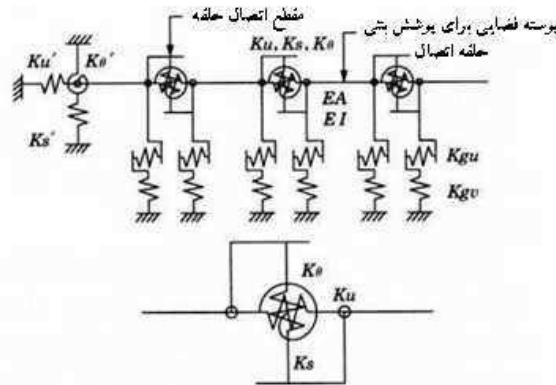 مقطع اتصال حلقه
پوسته فضایی برای پوشش بتنی
حلقه اتصال
Ku, Ks, Kθ
Ku′
Kθ′
Ks′
EA
EI
Kgu
Kgv
Kθ
Ku
Ks